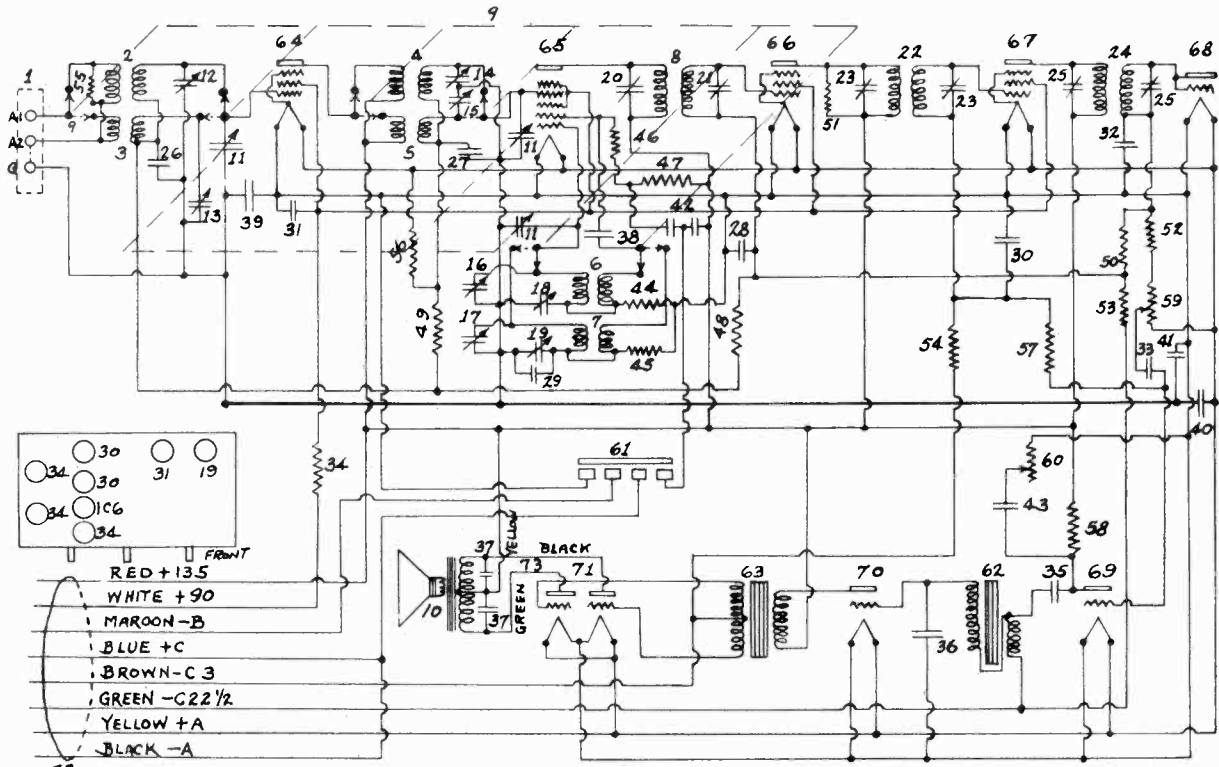 9
2 64 4 65 8 66 22 67 24 68
1 55 12 14 20 21 23 25
A1 9 15 51 23 25
A2 11 46 32
G 3 26 5 27 11 47
13 39 31 11 38 42 28 30 50 52
56 16 6 53 59
18 44
49 17 7 48 54 57 33 41
19 45
29 40
34 61 60
30 31 19
34 30 43 58
34 1C6
34 FRONT
YELLOW
BLACK
37 73 71 63 70 62 35 69
10 37 GREEN 36
RED +135
WHITE +90
MAROON -B
BLUE +C
BROWN -C 3
GREEN -C22 1/2
YELLOW +A
BLACK -A